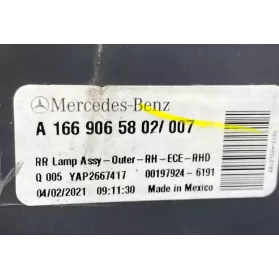 Mercedes-Benz
A 166 906 58 02/ 007
RR Lamp Assy-Outer-RH-ECE-RHD
Q 005 YAP2667417 00197924-6191
04/02/2021 09:11:30 Made in Mexico